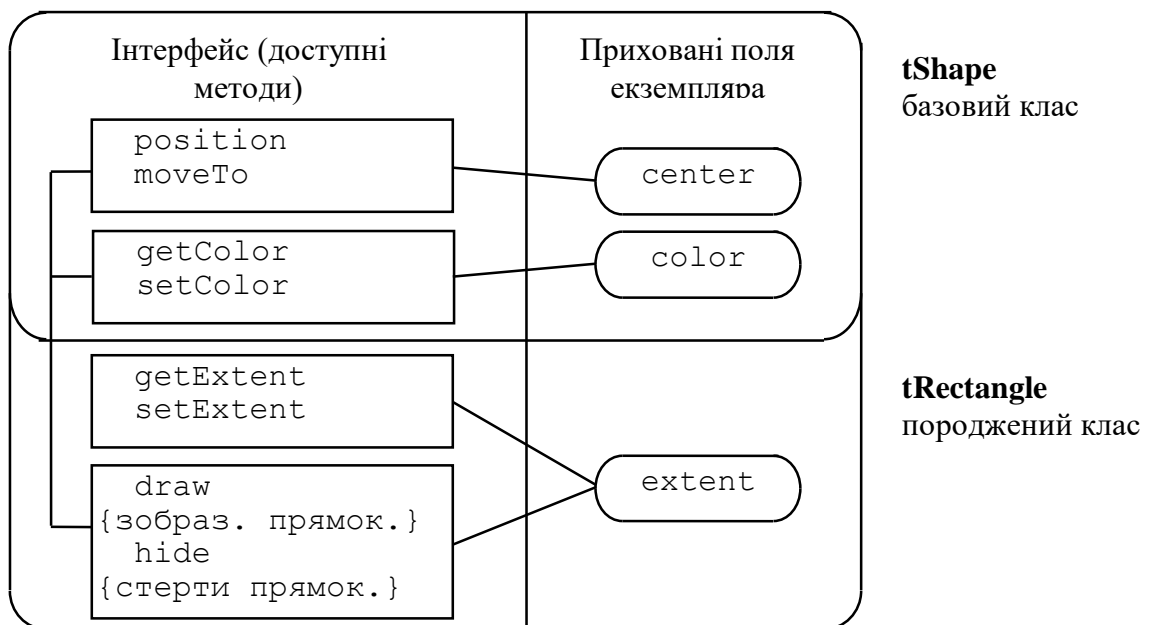 Інтерфейс (доступні
методи)
Приховані поля
екземпляра
tShape
базовий клас
position
moveTo
center
getColor
setColor
color
getExtent
setExtent
tRectangle
породжений клас
draw
{зобраз. прямок.}
hide
{стерти прямок.}
extent